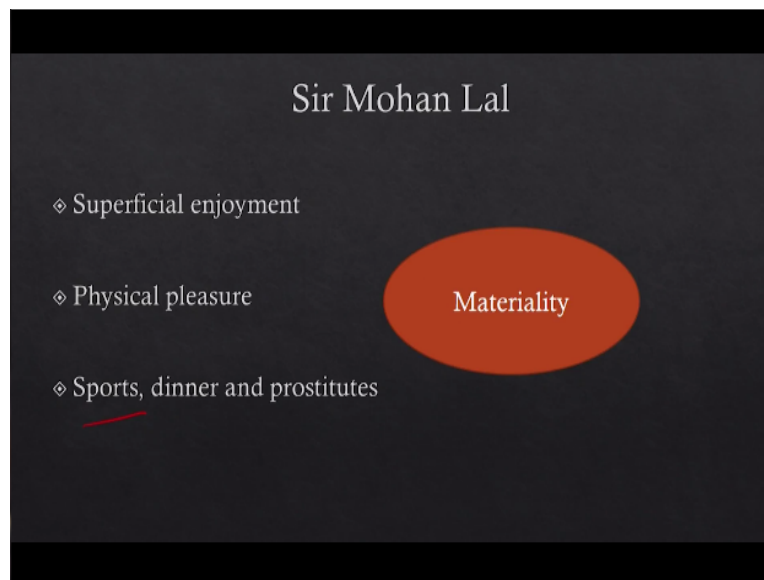 Sir Mohan Lal
Superficial enjoyment
Physical pleasure
Materiality
Sports, dinner and prostitutes